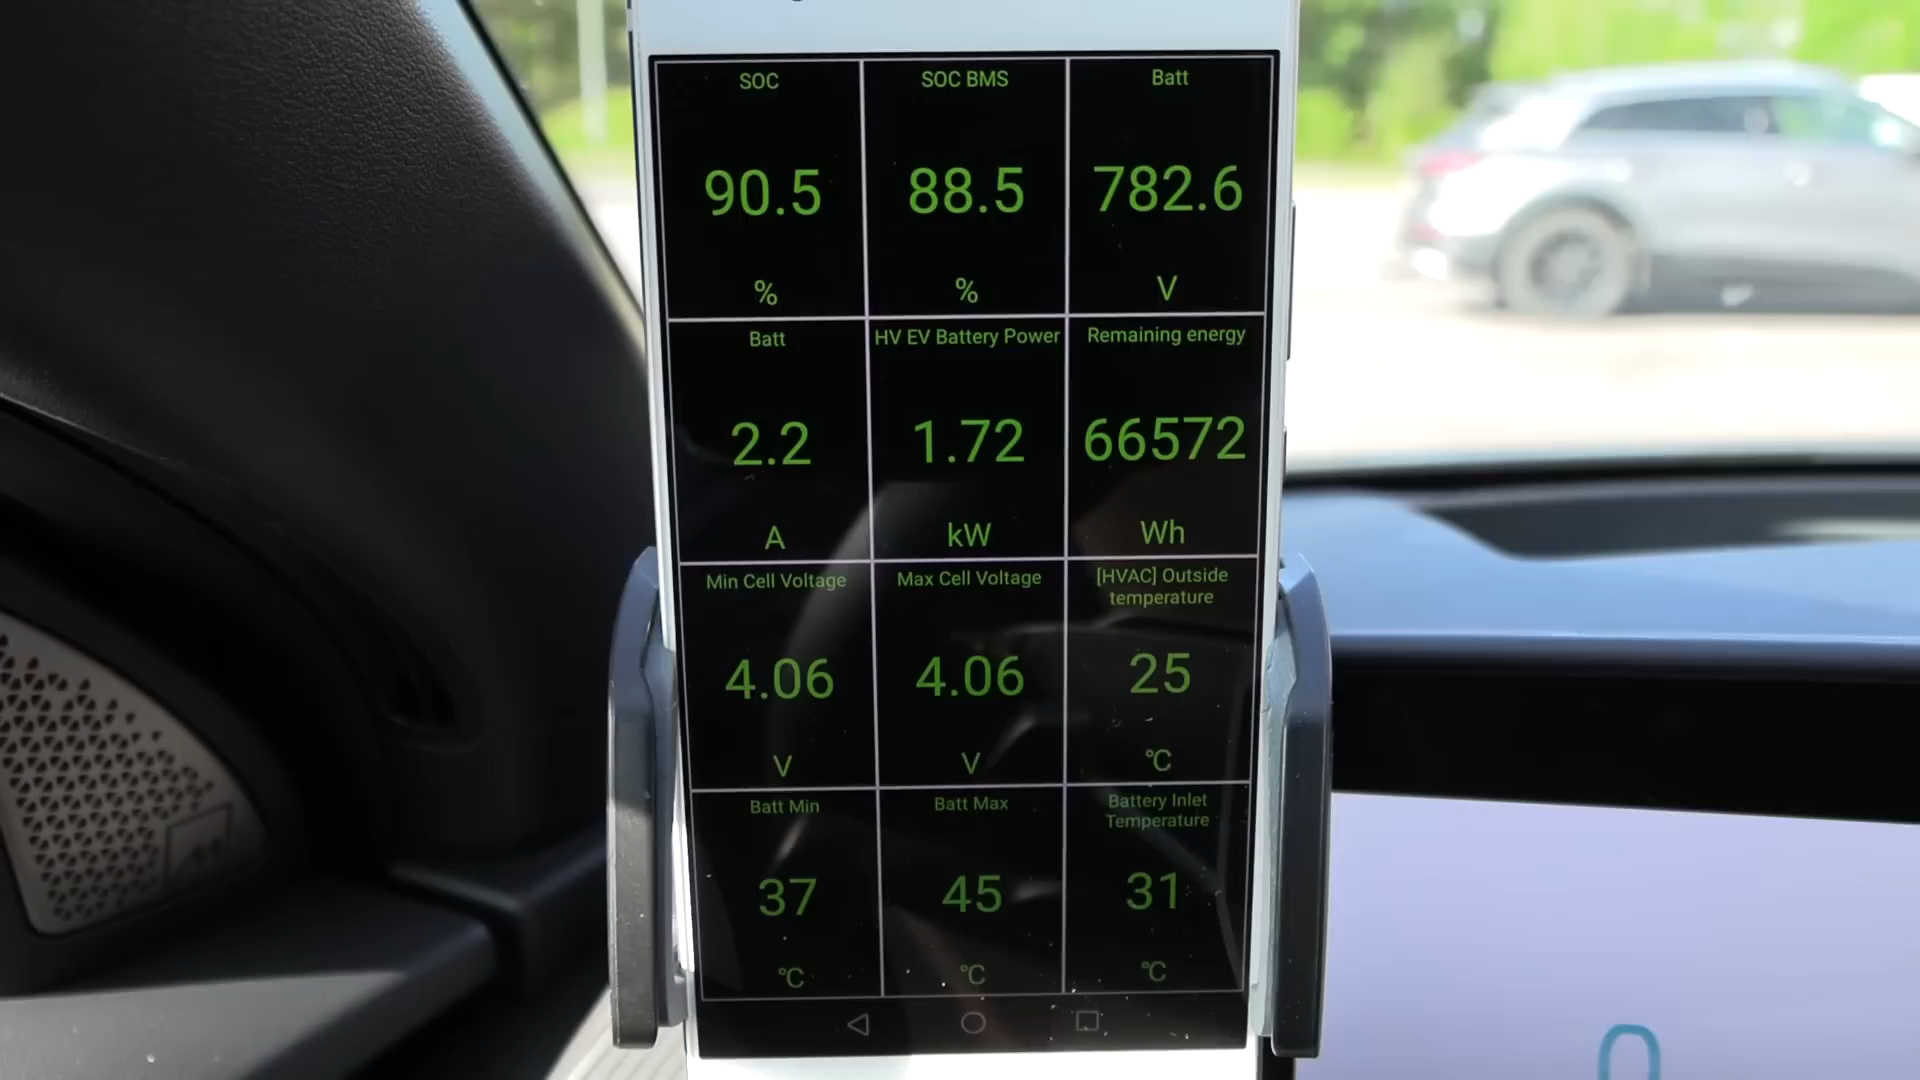 SOC
SOC BMS
Batt
90.5
88.5
782.6
%
%
V
Batt
HV EV Battery Power
Remaining energy
2.2
1.72
66572
A
kW
Wh
Min Cell Voltage
Max Cell Voltage
[HVAC] Outside
temperature
4.06
4.06
25
V
V
°C
Batt Min
Batt Max
Battery Inlet
Temperature
37
45
31
°C
°C
°C
0